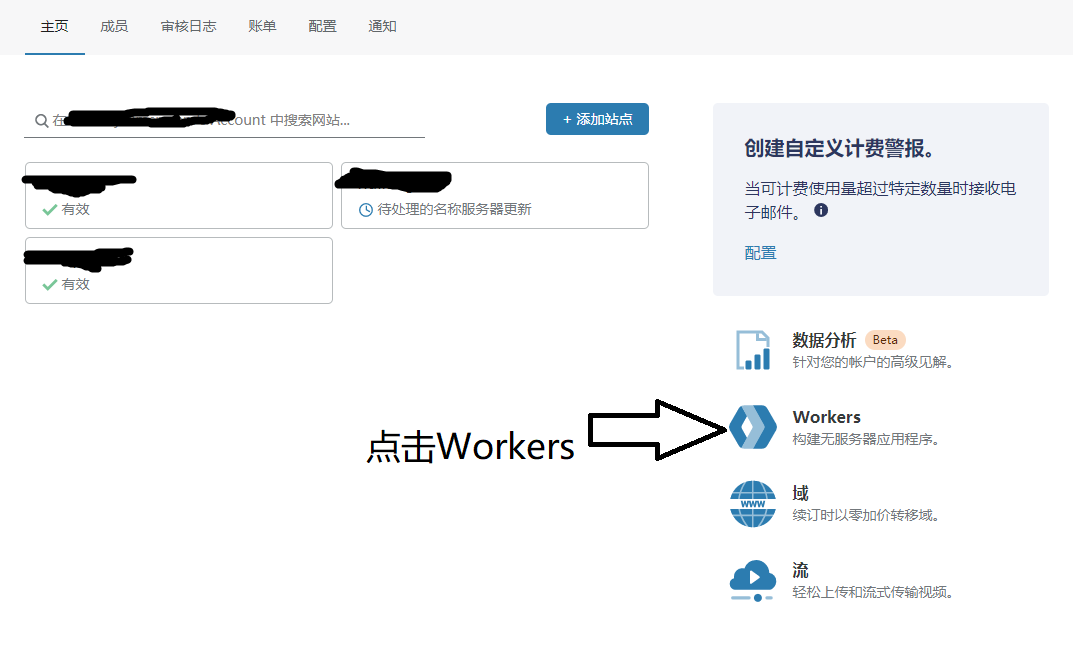 主页 成员 审核日志 账单 配置 通知
在 Account 中搜索网站...
+ 添加站点
有效
待处理的名称服务器更新
有效
创建自定义计费警报。
当可计费使用量超过特定数量时接收电
子邮件。
配置
数据分析 Beta
针对您的帐户的高级见解。
点击Workers
Workers
构建无服务器应用程序。
www
域
续订时以零加价转移域。
流
轻松上传和流式传输视频。